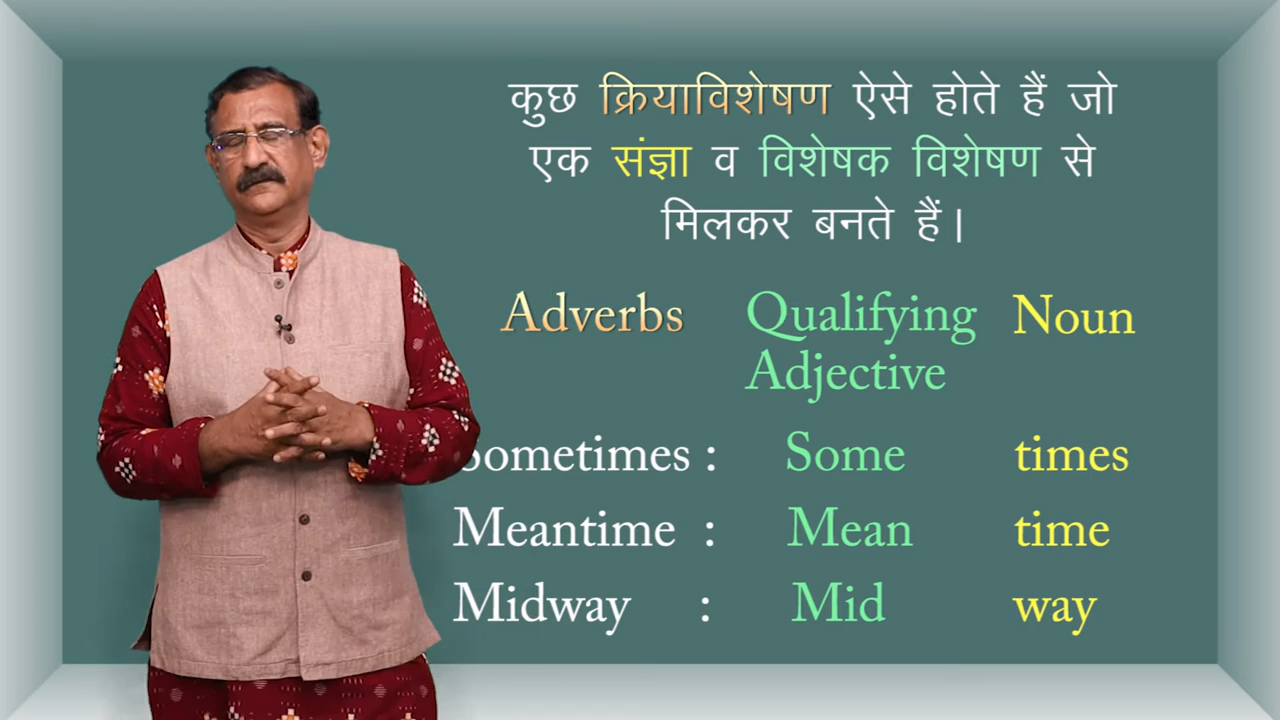 कुछ क्रियाविशेषण ऐसे होते हैं जो
एक संज्ञा व विशेषक विशेषण से
मिलकर बनते हैं।
Adverbs Qualifying Adjective Noun
Sometimes : Some times
Meantime : Mean time
Midway : Mid way